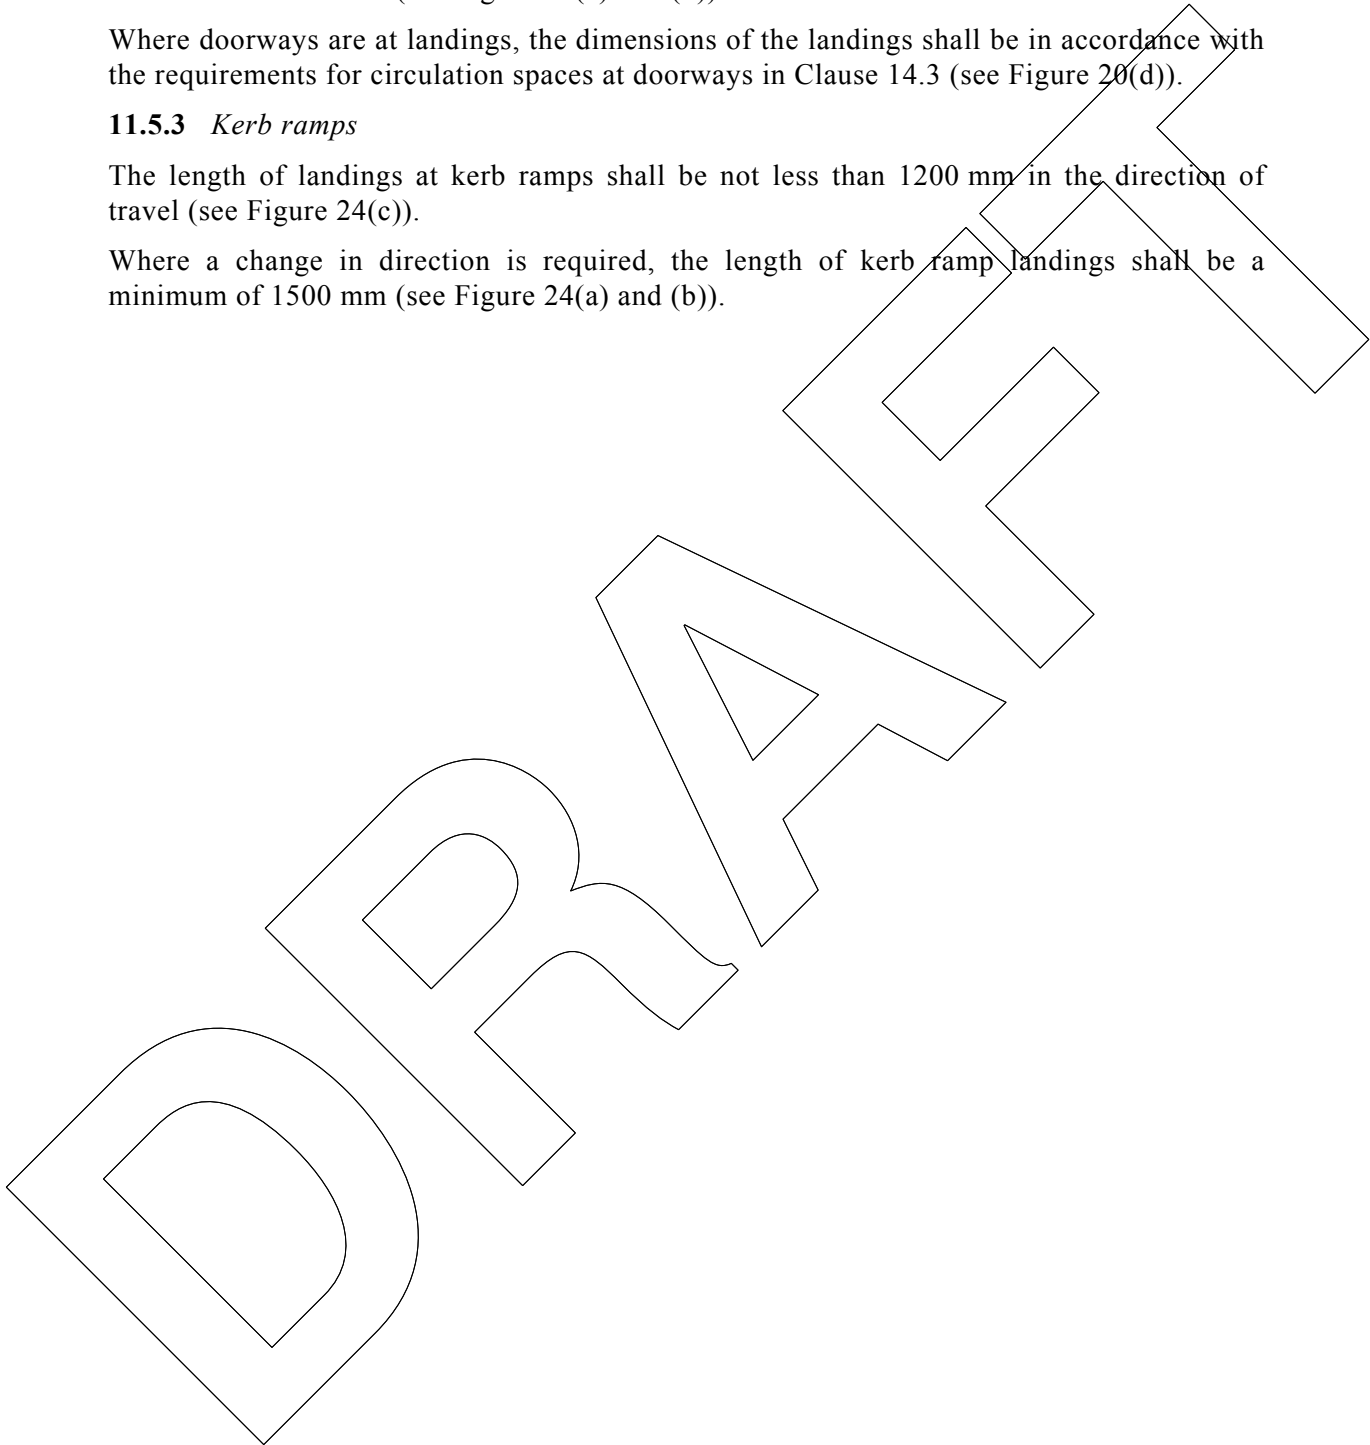 Where doorways are at landings, the dimensions of the landings shall be in accordance with
the requirements for circulation spaces at doorways in Clause 14.3 (see Figure 20(d)).
11.5.3 Kerb ramps
The length of landings at kerb ramps shall be not less than 1200 mm in the direction of
travel (see Figure 24(c)).
Where a change in direction is required, the length of kerb ramp landings shall be a
minimum of 1500 mm (see Figure 24(a) and (b)).
DRAFT